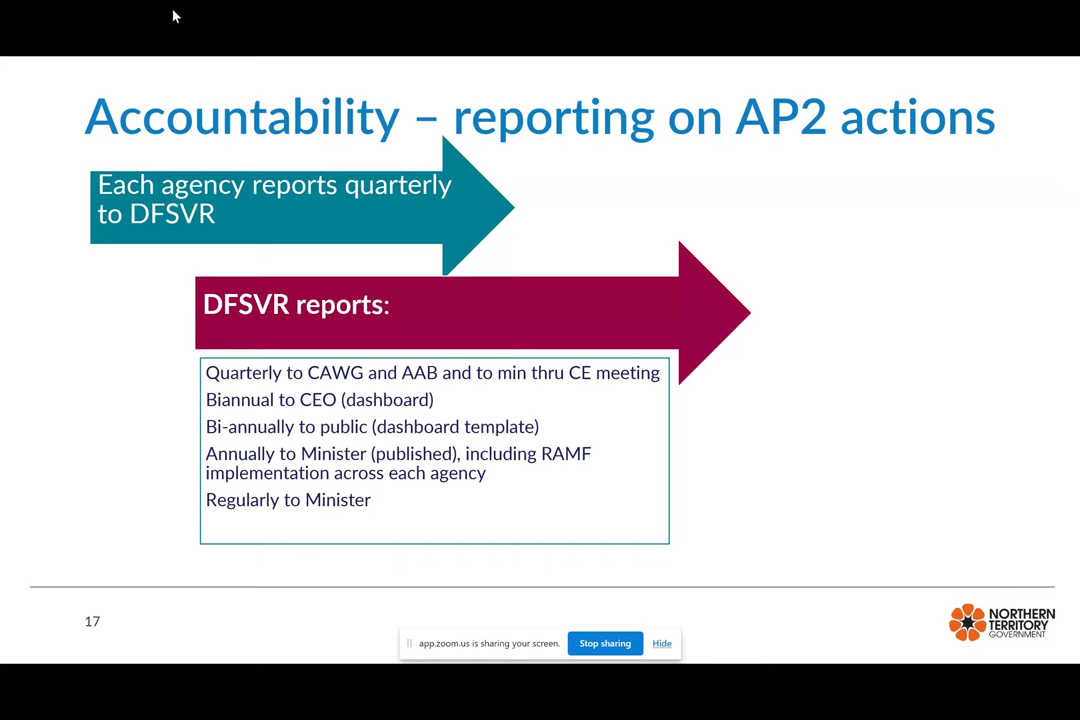 Accountability – reporting on AP2 actions
Each agency reports quarterly
to DFSVR
DFSVR reports:
Quarterly to CAWG and AAB and to min thru CE meeting
Biannual to CEO (dashboard)
Bi-annually to public (dashboard template)
Annually to Minister (published), including RAMF
implementation across each agency
Regularly to Minister
17
NORTHERN
TERRITORY
GOVERNMENT
app.zoom.us is sharing your screen.
Stop sharing
Hide